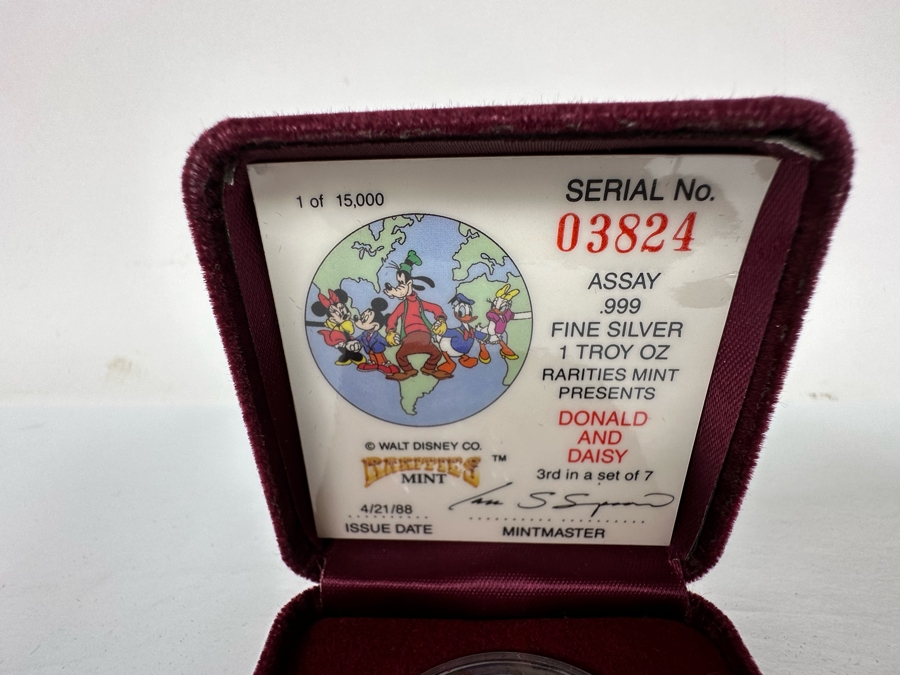 1 of 15,000
SERIAL No.
03824
ASSAY
.999
FINE SILVER
1 TROY OZ
RARITIES MINT
PRESENTS
DONALD
AND
DAISY
3rd in a set of 7
© WALT DISNEY CO.
RARITIES ™
MINT
4/21/88
ISSUE DATE
MINTMASTER